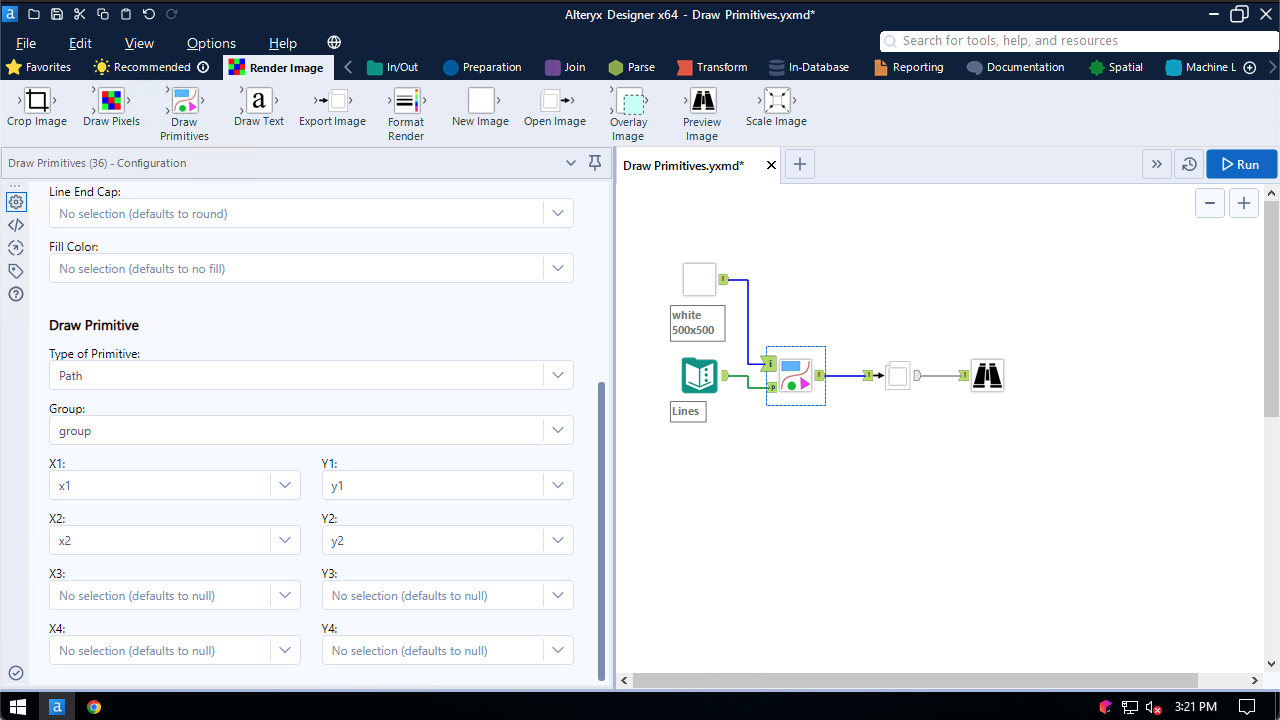 Alteryx Designer x64 - Draw Primitives.yxmd*
File Edit View Options Help
Search for tools, help, and resources
Favorites Recommended Render Image In/Out Preparation Join Parse Transform In-Database Reporting Documentation Spatial Machine L
Crop Image
Draw Pixels
Draw Primitives
Draw Text
Export Image
Format Render
New Image
Open Image
Overlay Image
Preview Image
Scale Image
Draw Primitives (36) - Configuration
Draw Primitives.yxmd*
Run
Line End Cap:
No selection (defaults to round)
Fill Color:
No selection (defaults to no fill)
Draw Primitive
Type of Primitive:
Path
Group:
group
X1: Y1:
x1 y1
X2: Y2:
x2 y2
X3: Y3:
No selection (defaults to null) No selection (defaults to null)
X4: Y4:
No selection (defaults to null) No selection (defaults to null)
white
500x500
Lines
3:21 PM